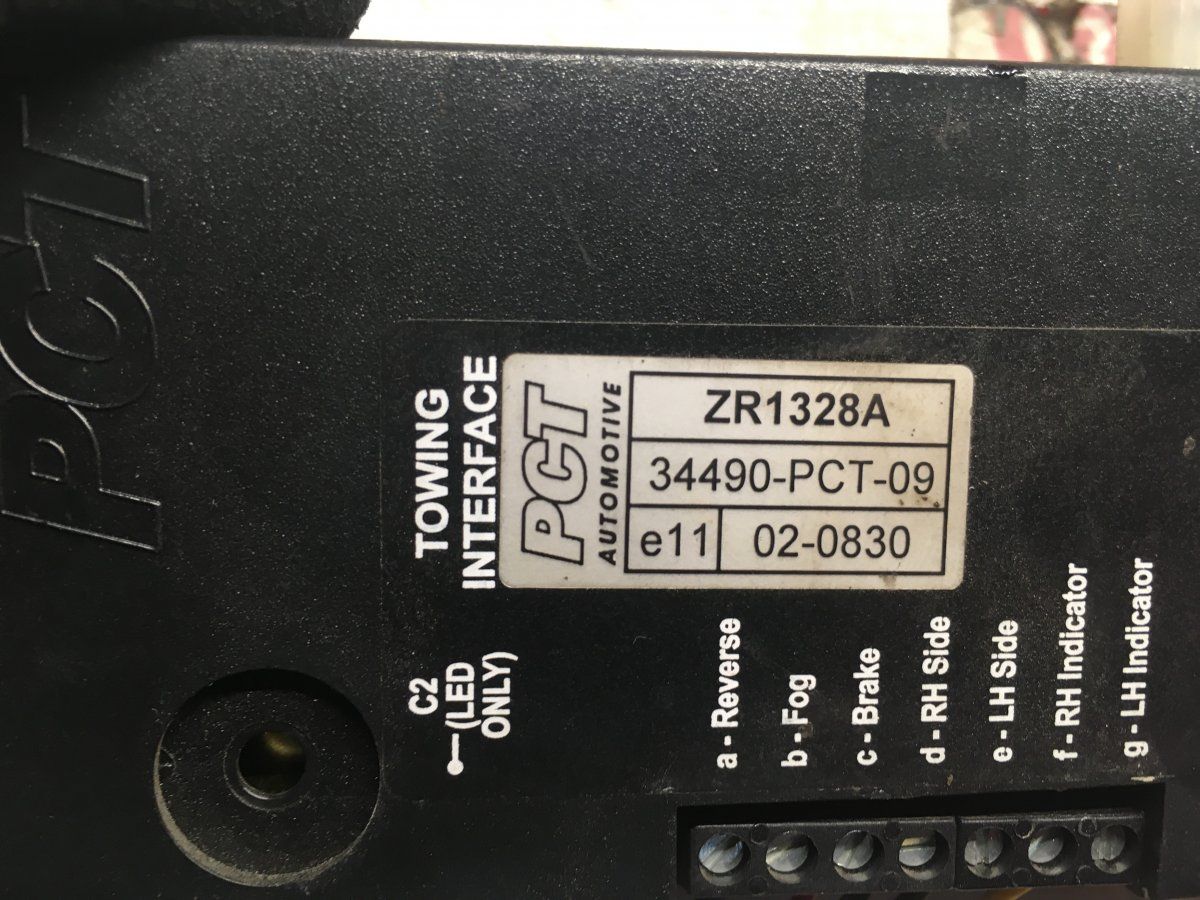 PCT
TOWING
INTERFACE
PCT
AUTOMOTIVE
ZR1328A
34490-PCT-09
e11
02-0830
C2
(LED
ONLY)
a - Reverse
b - Fog
c - Brake
d - RH Side
e - LH Side
f - RH Indicator
g - LH Indicator